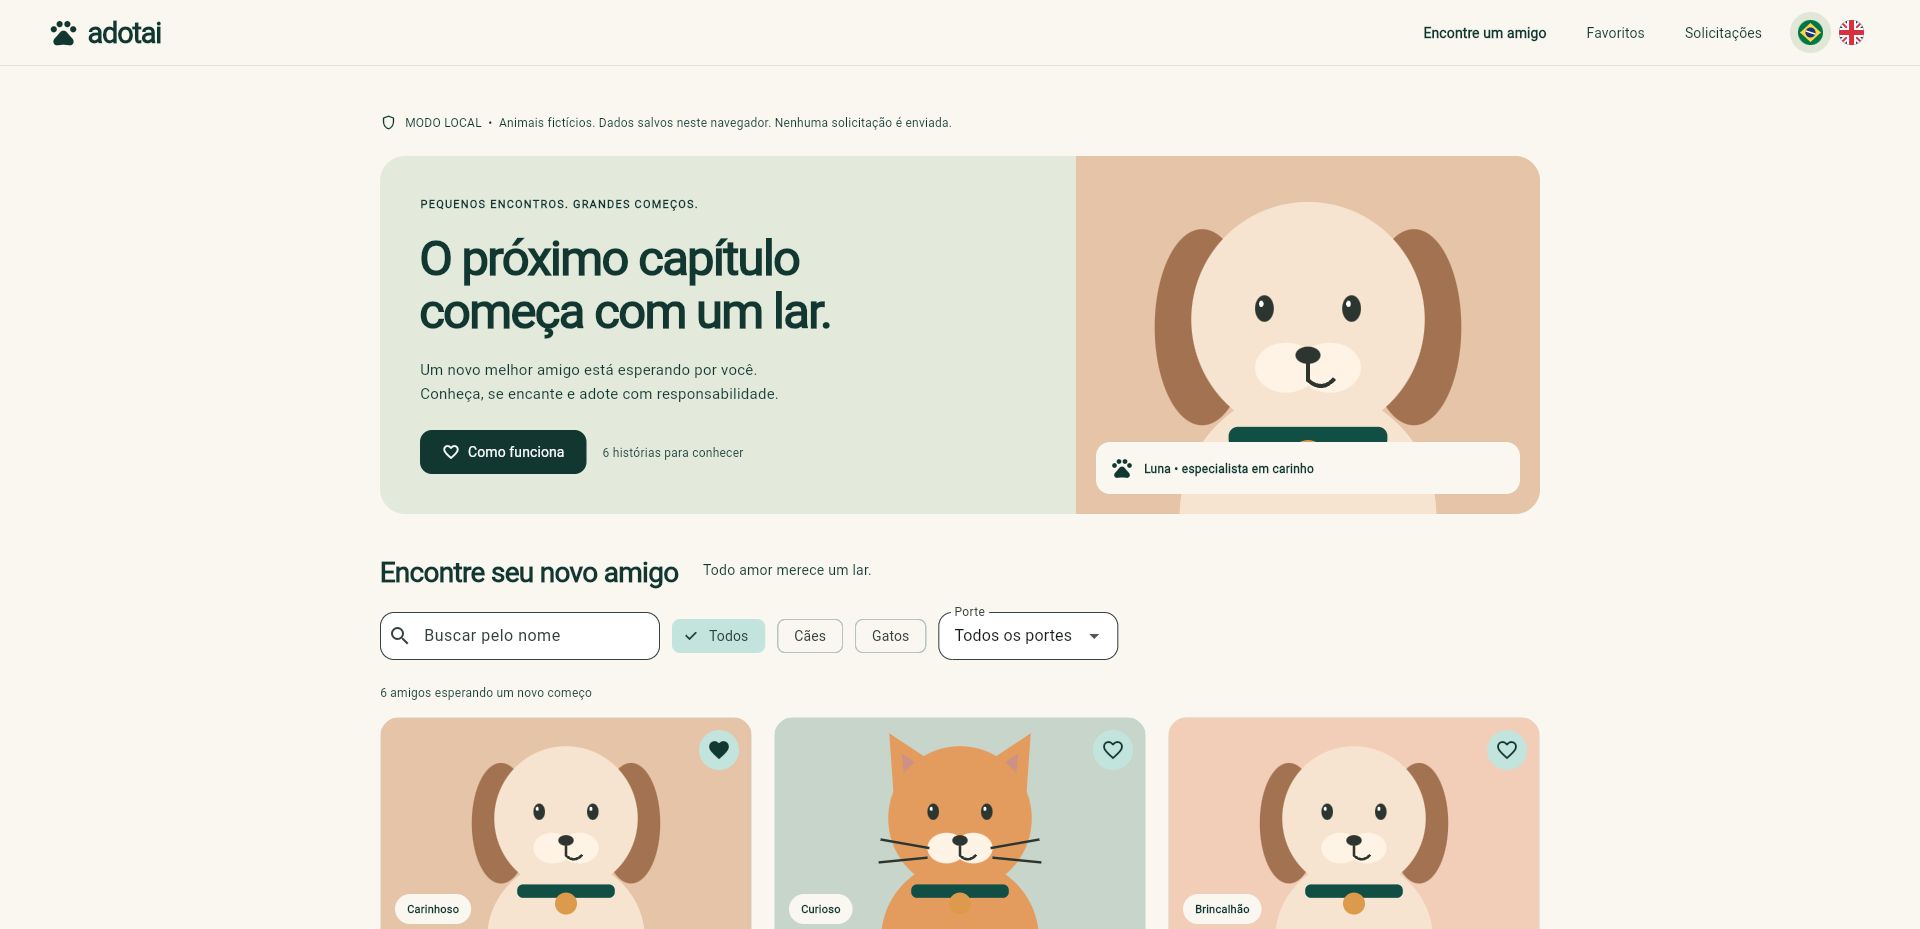 adotai
Encontre um amigo
Favoritos
Solicitações
MODO LOCAL • Animais fictícios. Dados salvos neste navegador. Nenhuma solicitação é enviada.
PEQUENOS ENCONTROS. GRANDES COMEÇOS.
O próximo capítulo
começa com um lar.
Um novo melhor amigo está esperando por você.
Conheça, se encante e adote com responsabilidade.
Como funciona
6 histórias para conhecer
Luna • especialista em carinho
Encontre seu novo amigo
Todo amor merece um lar.
Buscar pelo nome
Todos
Cães
Gatos
Porte
Todos os portes
6 amigos esperando um novo começo
Carinhoso
Curioso
Brincalhão